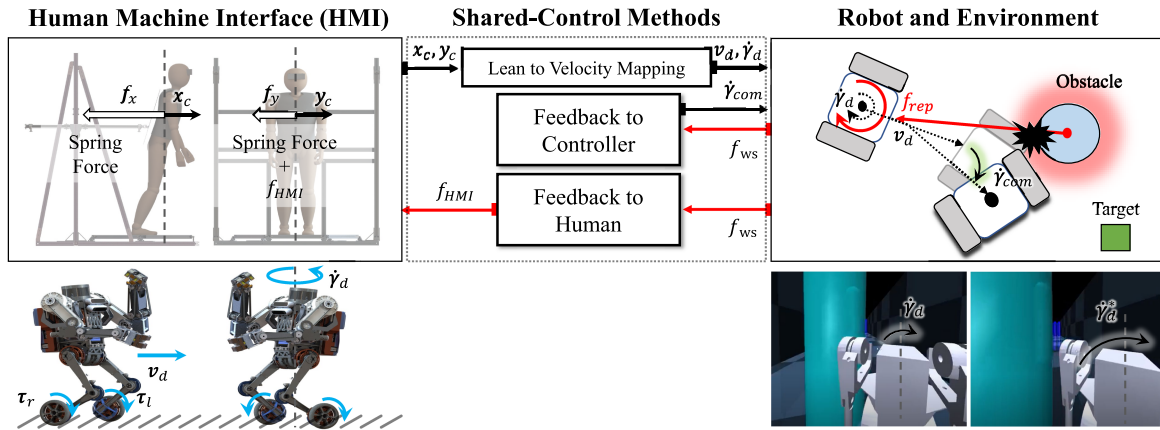 Human Machine Interface (HMI)
Shared-Control Methods
Robot and Environment
f_x
x_c
Spring
Force
f_y
y_c
Spring Force
+
f_HMI
x_c, y_c
Lean to Velocity Mapping
v_d, γ̇_d
γ̇_com
Feedback to
Controller
f_ws
f_HMI
Feedback to
Human
f_ws
Obstacle
γ̇_d
f_rep
v_d
γ̇_com
Target
v_d
τ_r
τ_l
γ̇_d
γ̇_d
γ̇_d*